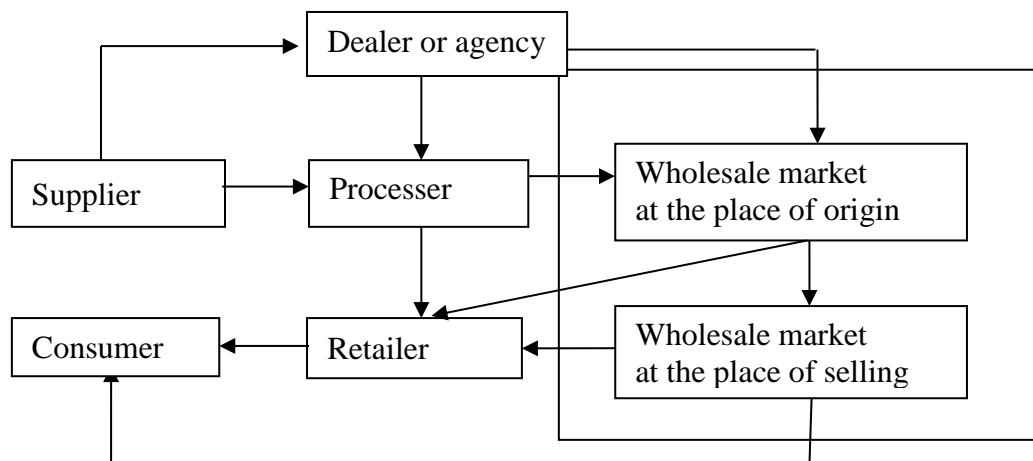 Dealer or agency
Supplier
Processer
Wholesale market
at the place of origin
Consumer
Retailer
Wholesale market
at the place of selling